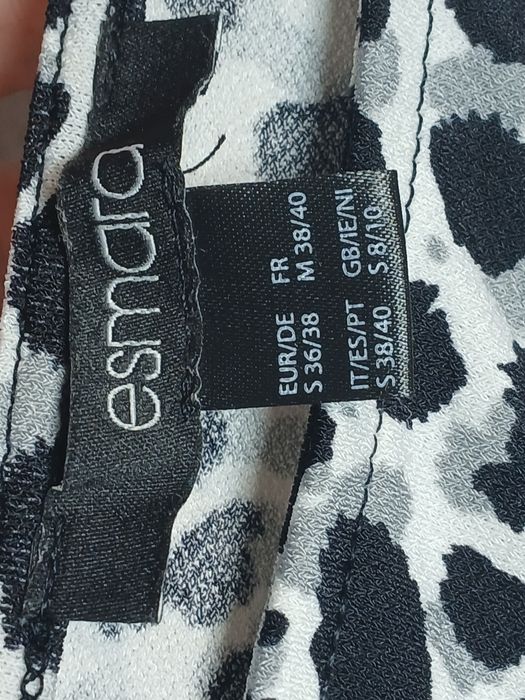 esmara
EUR/DE FR
S 36/38 M 38/40
IT/ES/PT GB/IE/NI
S 38/40 S 8/10